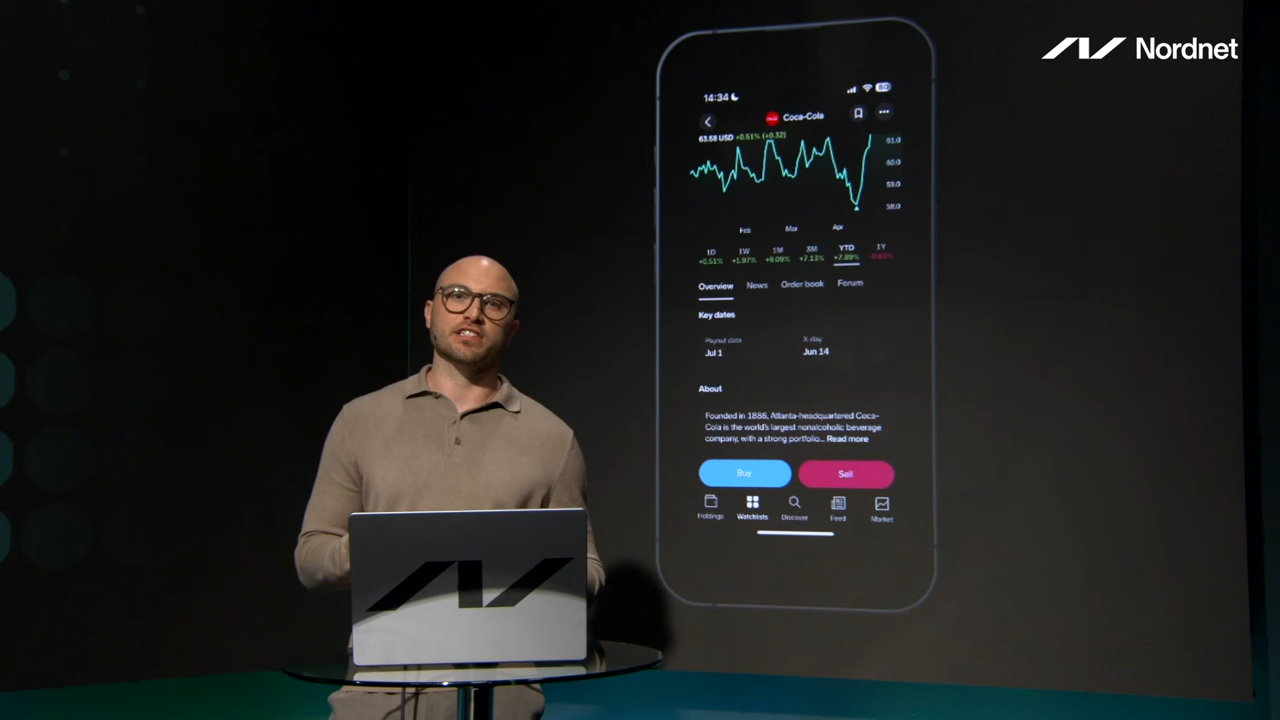 Nordnet
14:34
80
Coca-Cola
63.58 USD +0.51% (+0.32)
61.0
60.0
59.0
58.0
Feb Mar Apr
1D 1W 1M 3M YTD 1Y
+0.51% +1.97% +9.09% +7.13% +7.89%
Overview News Order book Forum
Key dates
Payout date X-day
Jul 1 Jun 14
About
Founded in 1886, Atlanta-headquartered Coca-
Cola is the world's largest nonalcoholic beverage
company, with a strong portfolio... Read more
Buy Sell
Holdings Watchlists Discover Feed Market